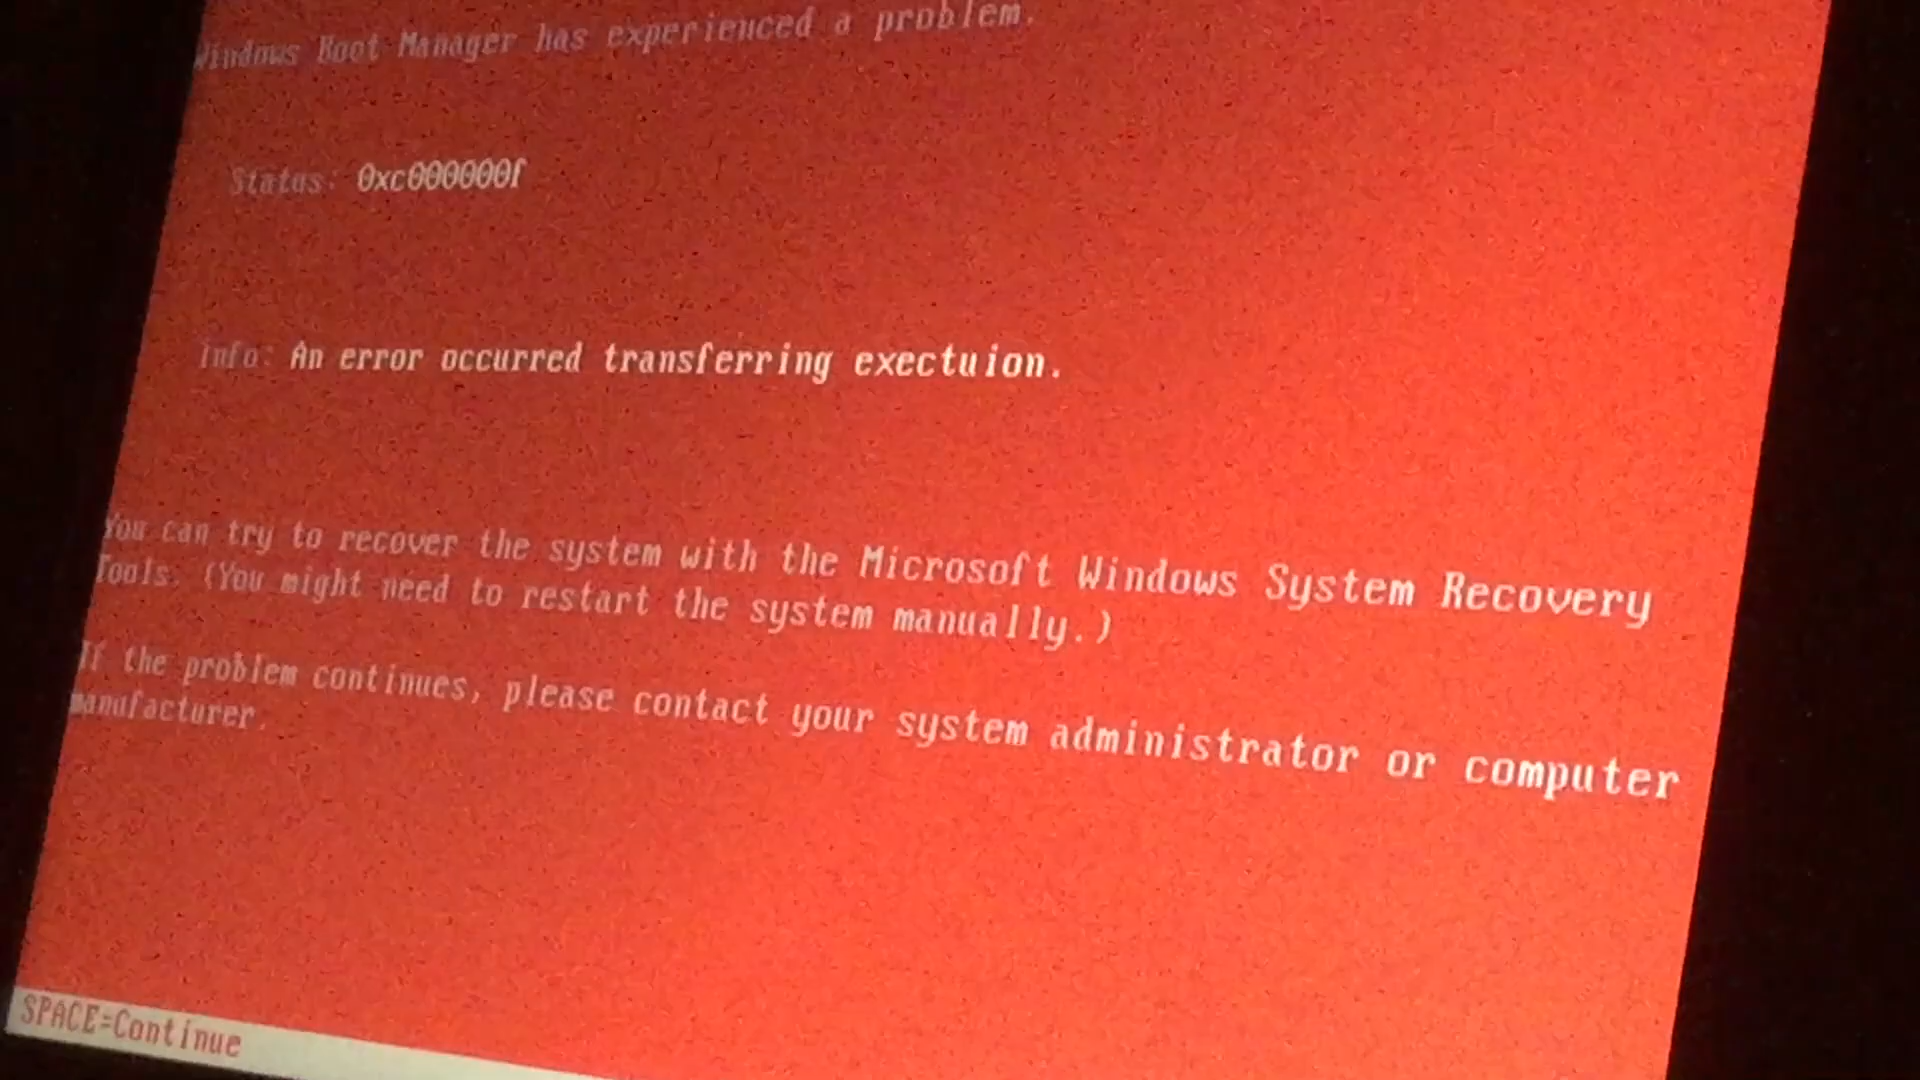 Windows Boot Manager has experienced a problem.
Status: 0xc000000f
Info: An error occurred transferring exectuion.
You can try to recover the system with the Microsoft Windows System Recovery
Tools. (You might need to restart the system manually.)
If the problem continues, please contact your system administrator or computer
manufacturer.
SPACE=Continue